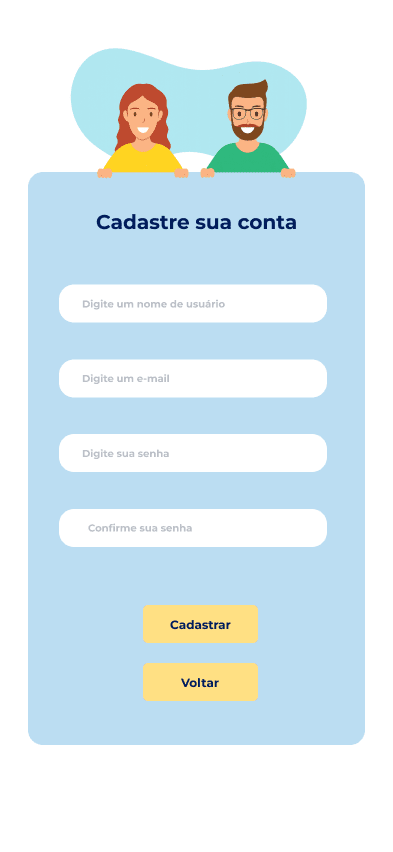 Cadastre sua conta
Digite um nome de usuário
Digite um e-mail
Digite sua senha
Confirme sua senha
Cadastrar
Voltar